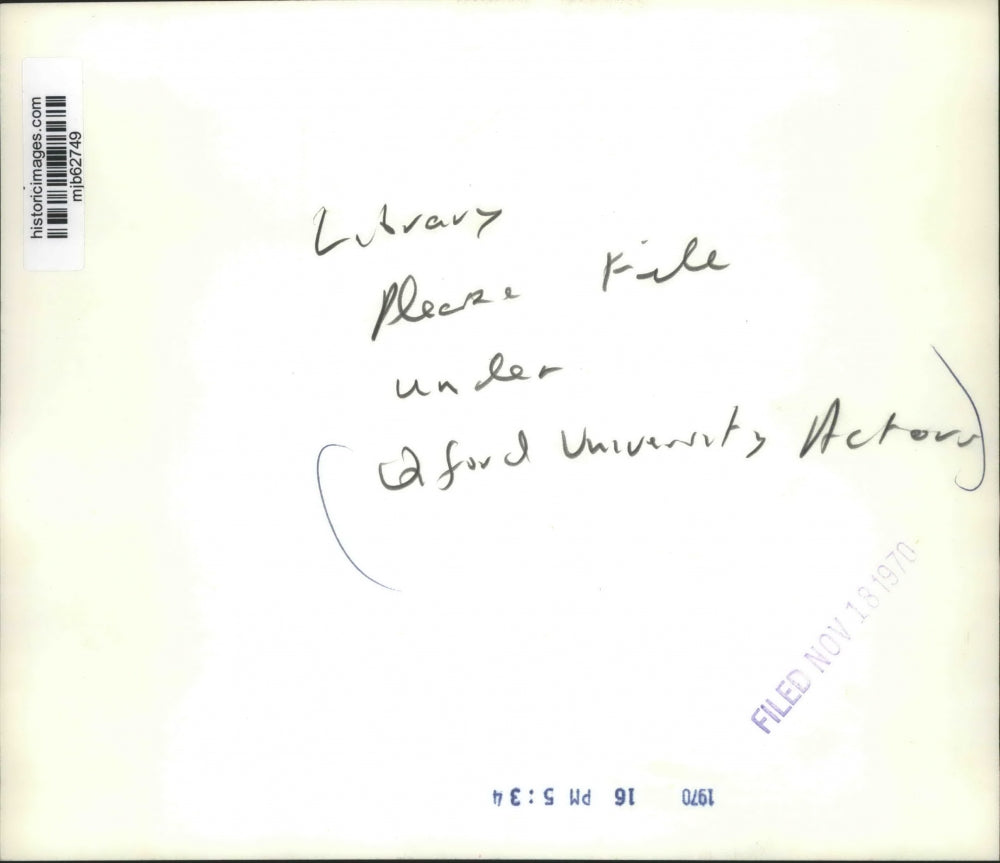 historicimages.com
mjb62749
Library
Please File
under
Oxford University Actors
FILED NOV 18 1970
1970 16 PM 5:34